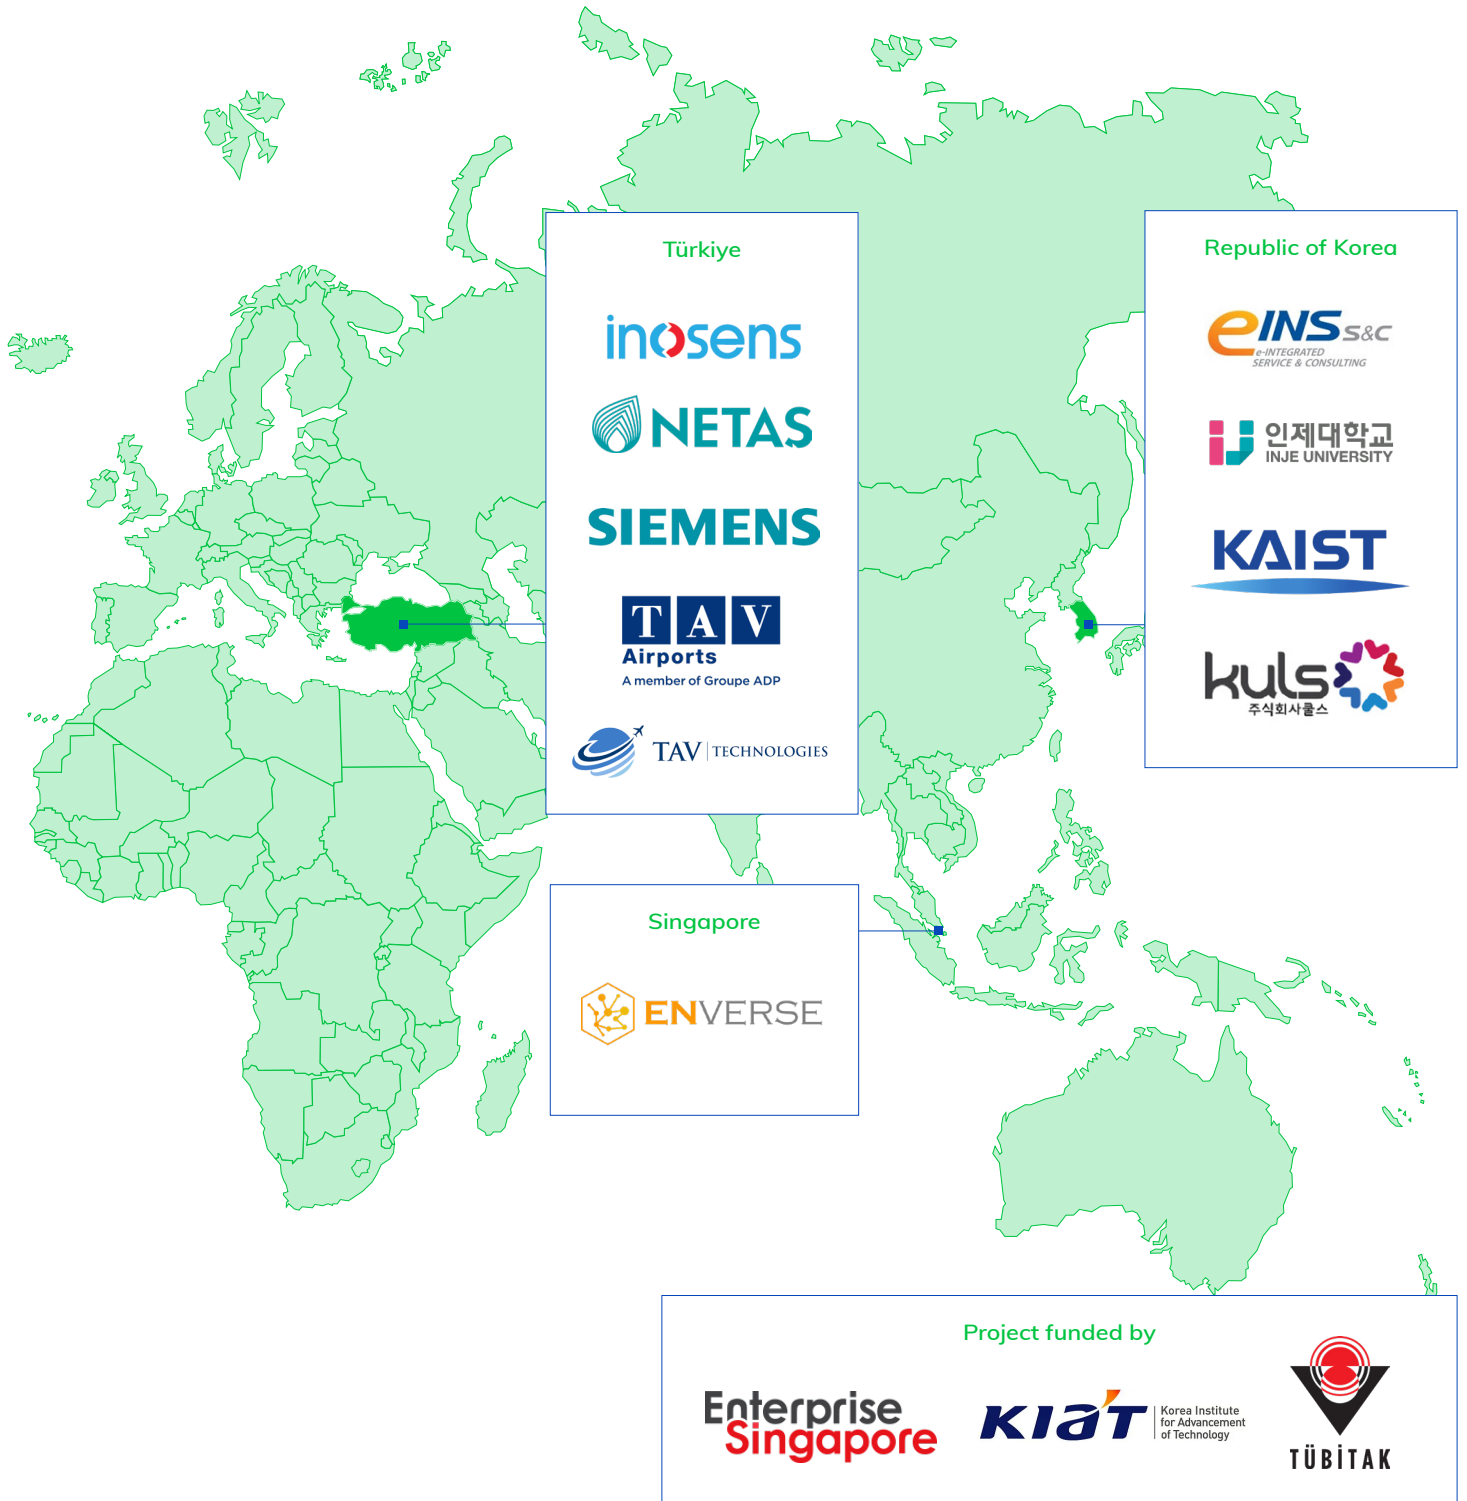 Türkiye
inosens
NETAS
SIEMENS
TAV
Airports
A member of Groupe ADP
TAV TECHNOLOGIES
Republic of Korea
eINS S&C
e-INTEGRATED
SERVICE & CONSULTING
인제대학교
INJE UNIVERSITY
KAIST
kuls
주식회사쿨스
Singapore
ENVERSE
Project funded by
Enterprise
Singapore
KIAT
Korea Institute
for Advancement
of Technology
TÜBİTAK